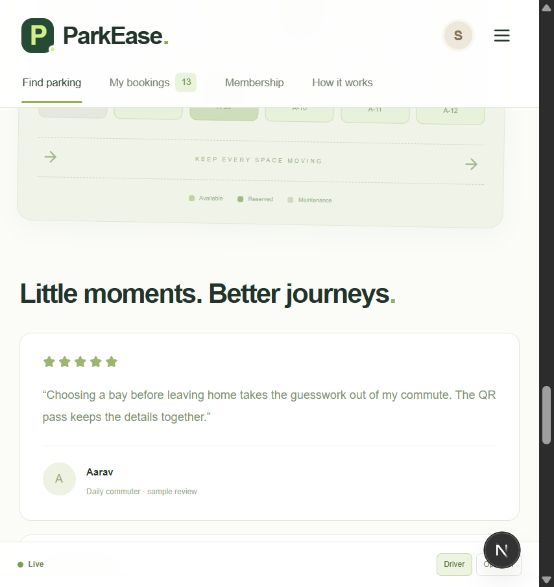 P ParkEase.
S
Find parking My bookings 13 Membership How it works
A-10 A-11 A-12
KEEP EVERY SPACE MOVING
Available Reserved Maintenance
Little moments. Better journeys.
“Choosing a bay before leaving home takes the guesswork out of my commute. The QR
pass keeps the details together.”
A
Aarav
Daily commuter · sample review
Live
Driver
N